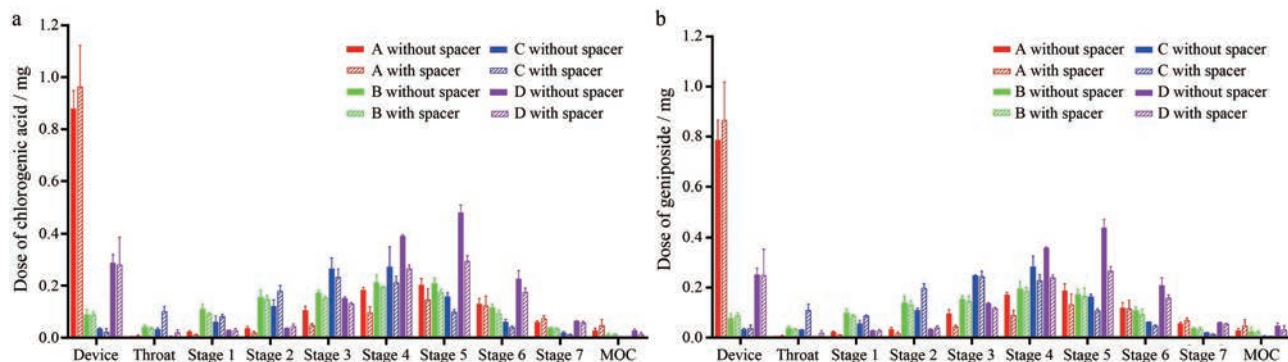 a
Dose of chlorogenic acid / mg
1.2
1.0
0.8
0.6
0.4
0.2
0.0
A without spacer
A with spacer
B without spacer
B with spacer
C without spacer
C with spacer
D without spacer
D with spacer
Device Throat Stage 1 Stage 2 Stage 3 Stage 4 Stage 5 Stage 6 Stage 7 MOC
b
Dose of geniposide / mg
1.2
1.0
0.8
0.6
0.4
0.2
0.0
A without spacer
A with spacer
B without spacer
B with spacer
C without spacer
C with spacer
D without spacer
D with spacer
Device Throat Stage 1 Stage 2 Stage 3 Stage 4 Stage 5 Stage 6 Stage 7 MOC